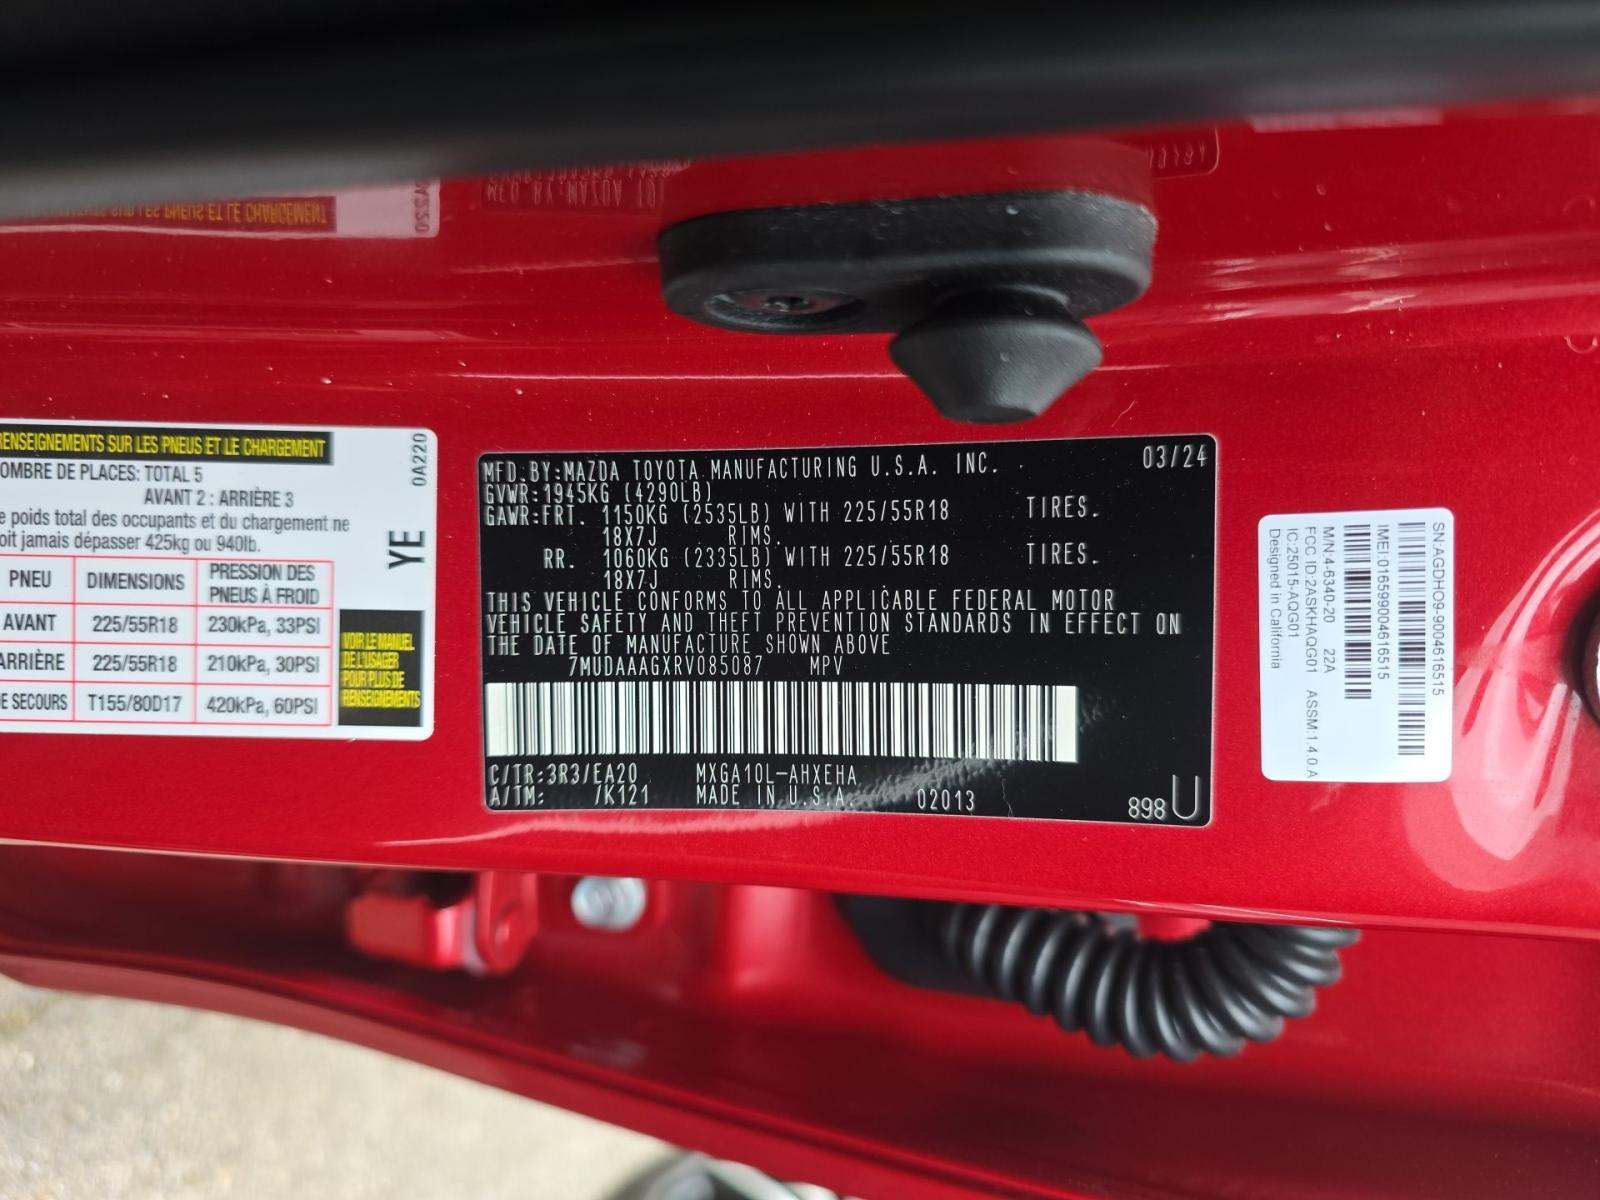 RENSEIGNEMENTS SUR LES PNEUS ET LE CHARGEMENT
OMBRE DE PLACES: TOTAL 5
AVANT 2 : ARRIÈRE 3
e poids total des occupants et du chargement ne
oit jamais dépasser 425kg ou 940lb.
PNEU DIMENSIONS PRESSION DES PNEUS À FROID
AVANT 225/55R18 230kPa, 33PSI
ARRIÈRE 225/55R18 210kPa, 30PSI
DE SECOURS T155/80D17 420kPa, 60PSI
0A220
YE
VOIR LE MANUEL
DE L'USAGER
POUR PLUS DE
RENSEIGNEMENTS
MFD.BY:MAZDA TOYOTA MANUFACTURING U.S.A. INC. 03/24
GVWR:1945KG (4290LB)
GAWR:FRT. 1150KG (2535LB) WITH 225/55R18 TIRES.
18X7J RIMS.
RR. 1060KG (2335LB) WITH 225/55R18 TIRES.
18X7J RIMS.
THIS VEHICLE CONFORMS TO ALL APPLICABLE FEDERAL MOTOR
VEHICLE SAFETY AND THEFT PREVENTION STANDARDS IN EFFECT ON
THE DATE OF MANUFACTURE SHOWN ABOVE
7MUDAAAGXRV085087 MPV
C/TR:3R3/EA20 MXGA10L-AHXEHA
A/TM: /K121 MADE IN U.S.A. 02013
898 U
SN:AGDHO9-9004616515
IMEI 016599004616515
M/N:4-6340-20 22A
FCC ID:2ASKHAQG01 ASSM:1.4.0.A
IC:25015-AQG01
Designed in California